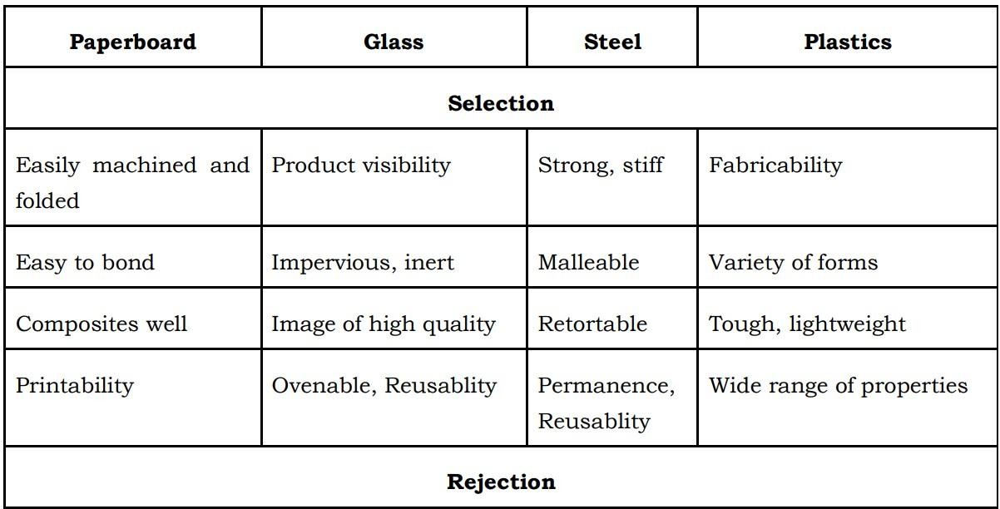 Paperboard Glass Steel Plastics
Selection
Easily machined and folded Product visibility Strong, stiff Fabricability
Easy to bond Impervious, inert Malleable Variety of forms
Composites well Image of high quality Retortable Tough, lightweight
Printability Ovenable, Reusablity Permanence, Reusablity Wide range of properties
Rejection